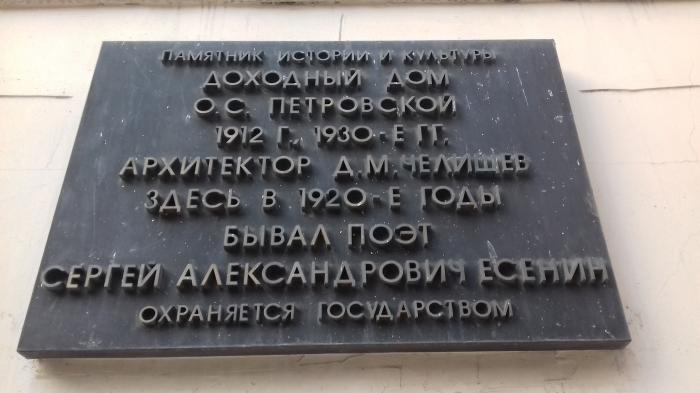 ПАМЯТНИК ИСТОРИИ И КУЛЬТУРЫ
ДОХОДНЫЙ ДОМ
О.С. ПЕТРОВСКОЙ
1912 Г., 1930-Е ГГ.
АРХИТЕКТОР Д.М.ЧЕЛИЩЕВ
ЗДЕСЬ В 1920-Е ГОДЫ
БЫВАЛ ПОЭТ
СЕРГЕЙ АЛЕКСАНДРОВИЧ ЕСЕНИН
ОХРАНЯЕТСЯ ГОСУДАРСТВОМ